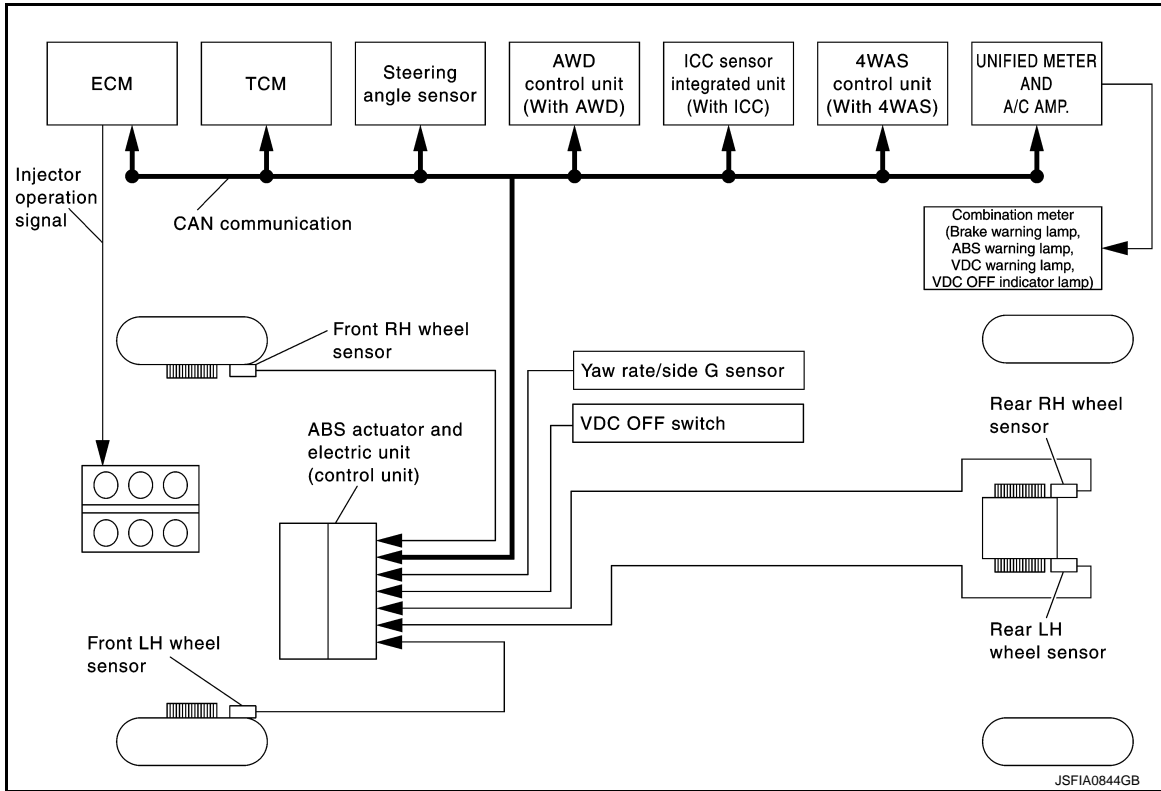 ECM
TCM
Steering
angle sensor
AWD
control unit
(With AWD)
ICC sensor
integrated unit
(With ICC)
4WAS
control unit
(With 4WAS)
UNIFIED METER
AND
A/C AMP.
Injector
operation
signal
CAN communication
Combination meter
(Brake warning lamp,
ABS warning lamp,
VDC warning lamp,
VDC OFF indicator lamp)
Front RH wheel
sensor
Yaw rate/side G sensor
VDC OFF switch
Rear RH wheel
sensor
ABS actuator and
electric unit
(control unit)
Front LH wheel
sensor
Rear LH
wheel sensor
JSFIA0844GB